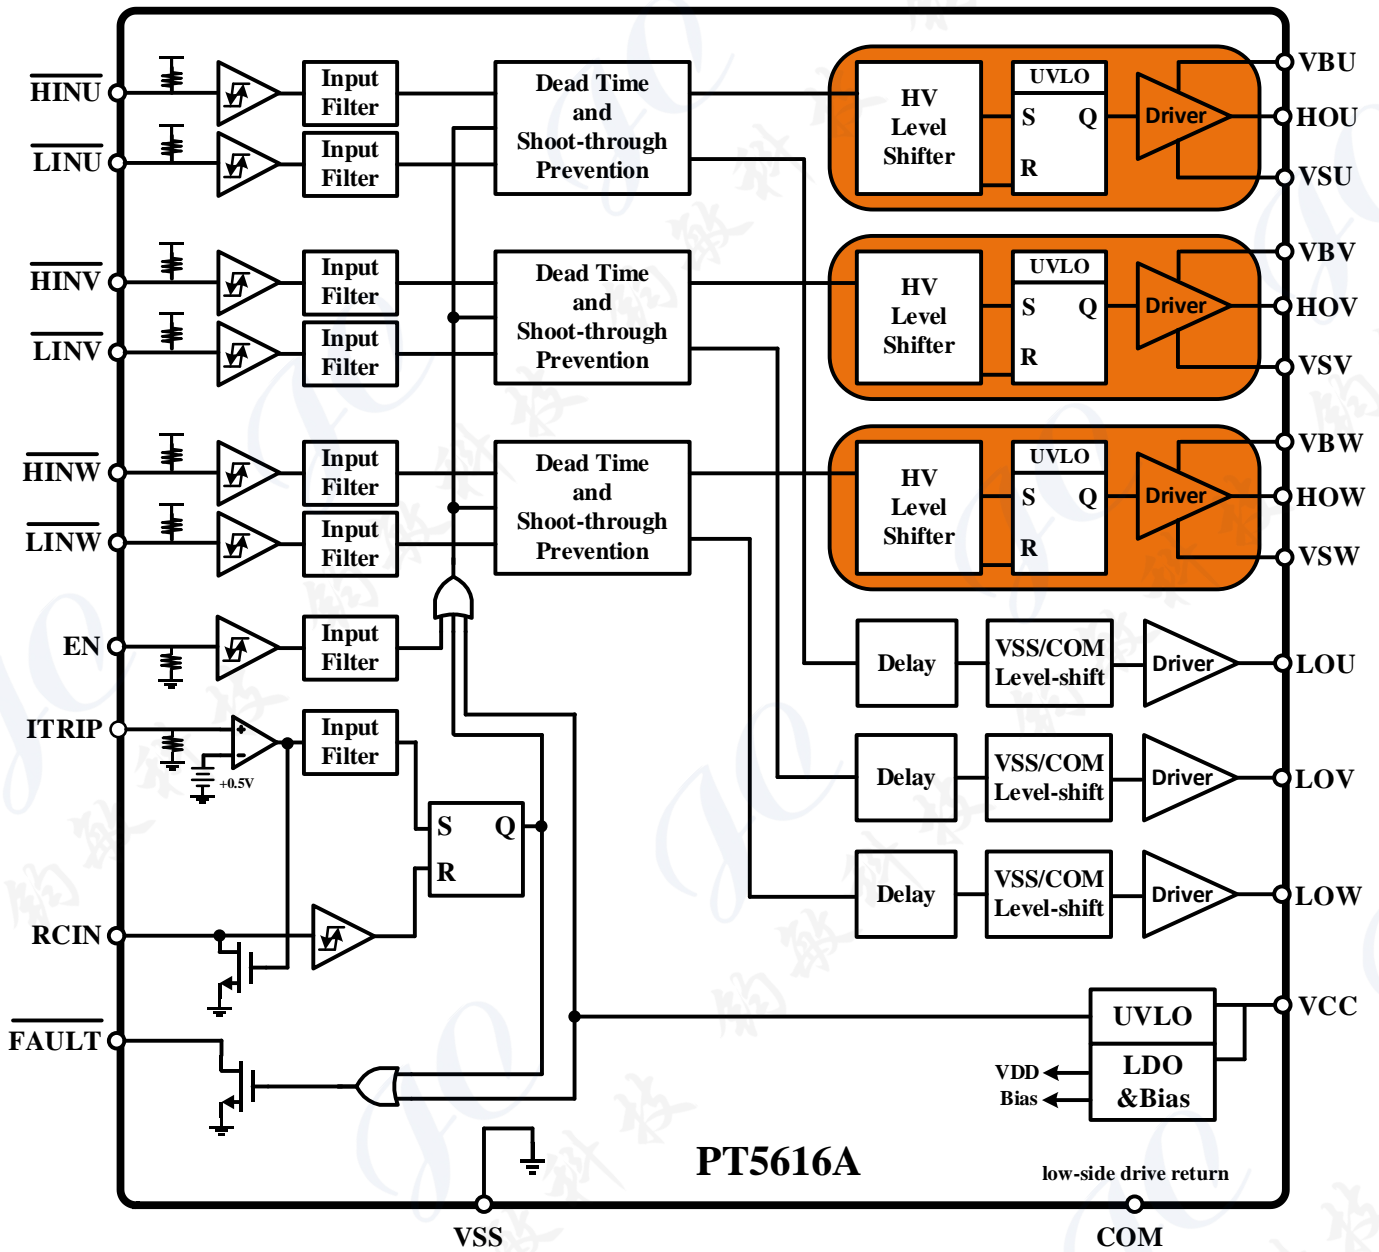 HINU
LINU
HINV
LINV
HINW
LINW
EN
ITRIP
RCIN
FAULT
Input
Filter
Input
Filter
Dead Time
and
Shoot-through
Prevention
HV
Level
Shifter
UVLO
S
Q
R
Driver
VBU
HOU
VSU
Input
Filter
Input
Filter
Dead Time
and
Shoot-through
Prevention
HV
Level
Shifter
UVLO
S
Q
R
Driver
VBV
HOV
VSV
Input
Filter
Input
Filter
Dead Time
and
Shoot-through
Prevention
HV
Level
Shifter
UVLO
S
Q
R
Driver
VBW
HOW
VSW
Input
Filter
Delay
VSS/COM
Level-shift
Driver
LOU
+
−
+0.5V
Input
Filter
Delay
VSS/COM
Level-shift
Driver
LOV
S
Q
R
Delay
VSS/COM
Level-shift
Driver
LOW
UVLO
VCC
LDO
&Bias
VDD
Bias
PT5616A
low-side drive return
VSS
COM